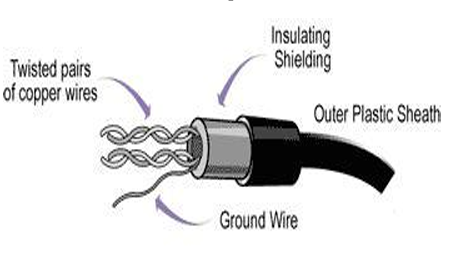 Insulating
Shielding
Twisted pairs
of copper wires
Outer Plastic Sheath
Ground Wire